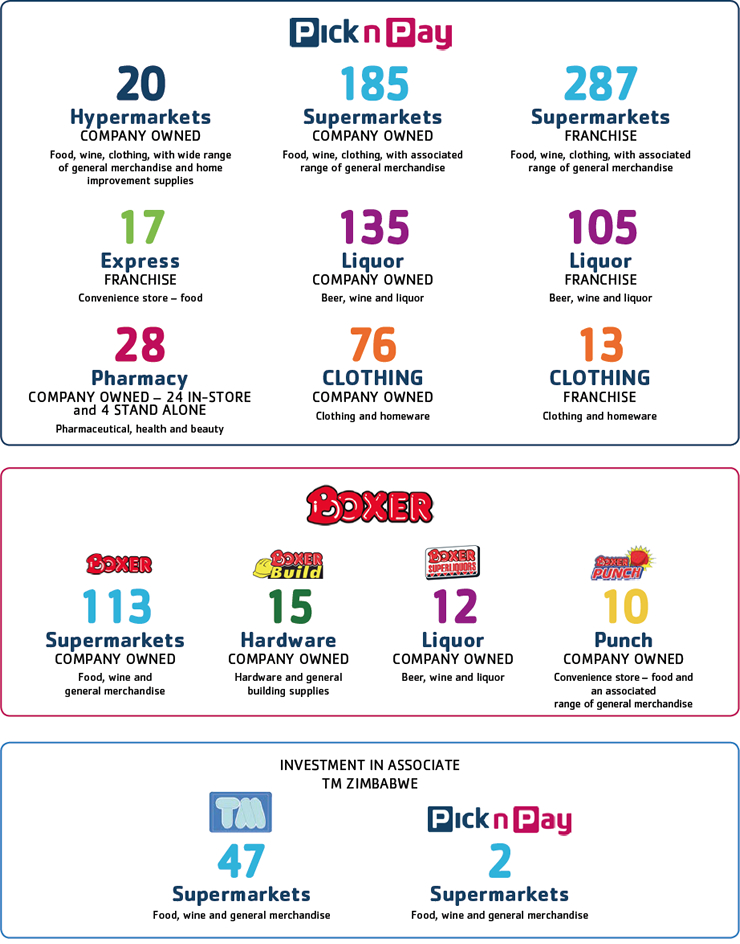 Pick n Pay
20
Hypermarkets
COMPANY OWNED
Food, wine, clothing, with wide range
of general merchandise and home
improvement supplies
185
Supermarkets
COMPANY OWNED
Food, wine, clothing, with associated
range of general merchandise
287
Supermarkets
FRANCHISE
Food, wine, clothing, with associated
range of general merchandise
17
Express
FRANCHISE
Convenience store – food
135
Liquor
COMPANY OWNED
Beer, wine and liquor
105
Liquor
FRANCHISE
Beer, wine and liquor
28
Pharmacy
COMPANY OWNED – 24 IN-STORE
and 4 STAND ALONE
Pharmaceutical, health and beauty
76
CLOTHING
COMPANY OWNED
Clothing and homeware
13
CLOTHING
FRANCHISE
Clothing and homeware
BOXER
BOXER
113
Supermarkets
COMPANY OWNED
Food, wine and
general merchandise
BOXER
Build
15
Hardware
COMPANY OWNED
Hardware and general
building supplies
BOXER
SUPERLIQUORS
12
Liquor
COMPANY OWNED
Beer, wine and liquor
BOXER
PUNCH
10
Punch
COMPANY OWNED
Convenience store – food and
an associated
range of general merchandise
INVESTMENT IN ASSOCIATE
TM ZIMBABWE
TM
47
Supermarkets
Food, wine and general merchandise
Pick n Pay
2
Supermarkets
Food, wine and general merchandise